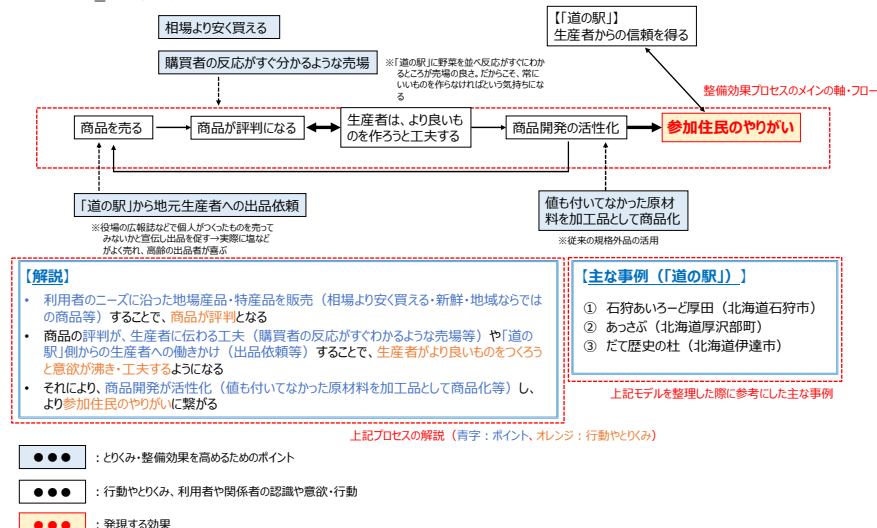 相場より安く買える
【「道の駅」】
生産者からの信頼を得る
購買者の反応がすぐ分かるような売場
※「道の駅」に野菜を並べ反応がすぐにわか
るところが売場の良さ。だからこそ、常に
いいものを作らなければという気持ちにな
る
整備効果プロセスのメインの軸・フロー
商品を売る
商品が評判になる
生産者は、より良いも
のを作ろうと工夫する
商品開発の活性化
参加住民のやりがい
「道の駅」から地元生産者への出品依頼
※役場の広報誌などで個人がつくったものを売って
みないかと宣伝し出品を促す→実際に塩など
がよく売れ、高齢の出品者が喜ぶ
値も付いてなかった原材
料を加工品として商品化
※従来の規格外品の活用
【解説】
• 利用者のニーズに沿った地場産品・特産品を販売（相場より安く買える・新鮮・地域ならでは
の商品等）することで、商品が評判となる
• 商品の評判が、生産者に伝わる工夫（購買者の反応がすぐわかるような売場等）や「道の
駅」側からの生産者への働きかけ（出品依頼等）することで、生産者がより良いものをつくろう
と意欲が沸き・工夫するようになる
• それにより、商品開発が活性化（値も付いてなかった原材料を加工品として商品化等）し、
より参加住民のやりがいに繋がる
【主な事例（「道の駅」）】
① 石狩あいろーど厚田（北海道石狩市）
② あっさぶ（北海道厚沢部町）
③ だて歴史の杜（北海道伊達市）
上記モデルを整理した際に参考にした主な事例
上記プロセスの解説（青字：ポイント、オレンジ：行動やとりくみ）
●●● ：とりくみ・整備効果を高めるためのポイント
●●● ：行動やとりくみ、利用者や関係者の認識や意欲・行動
●●● ：発現する効果